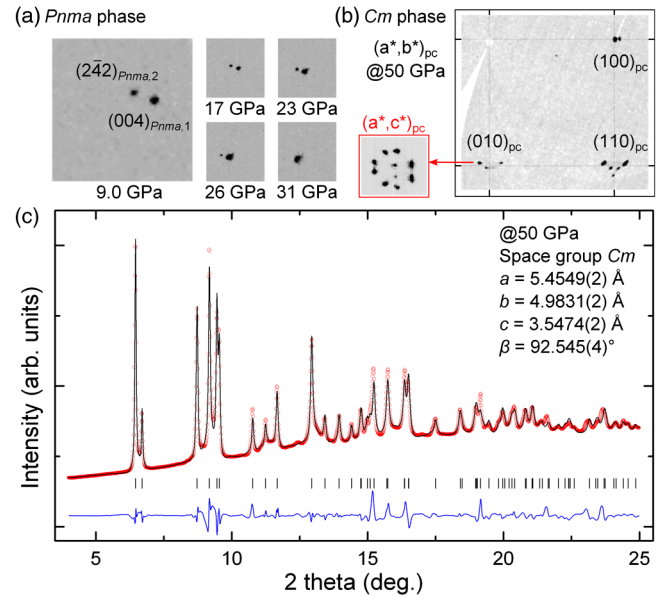 (a) Pnma phase
(24̄2)Pnma,2
(004)Pnma,1
9.0 GPa
17 GPa
23 GPa
26 GPa
31 GPa
(b) Cm phase
(a*,b*)pc
@50 GPa
(100)pc
(a*,c*)pc
(010)pc
(110)pc
(c)
@50 GPa
Space group Cm
a = 5.4549(2) Å
b = 4.9831(2) Å
c = 3.5474(2) Å
β = 92.545(4)°
Intensity (arb. units)
5 10 15 20 25
2 theta (deg.)